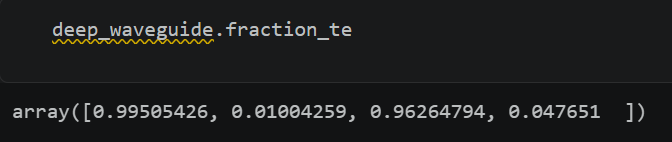 deep_waveguide.fraction_te
array([0.99505426, 0.01004259, 0.96264794, 0.047651  ])